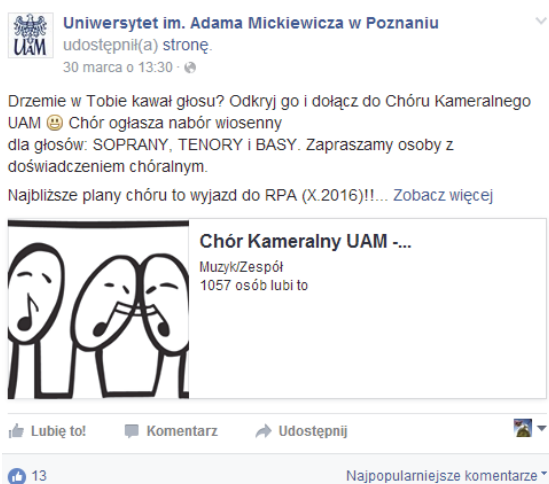 UAM
Uniwersytet im. Adama Mickiewicza w Poznaniu
udostępnił(a) stronę.
30 marca o 13:30 ·
Drzemie w Tobie kawał głosu? Odkryj go i dołącz do Chóru Kameralnego
UAM 😃 Chór ogłasza nabór wiosenny
dla głosów: SOPRANY, TENORY i BASY. Zapraszamy osoby z
doświadczeniem chóralnym.
Najbliższe plany chóru to wyjazd do RPA (X.2016)!!... Zobacz więcej
Chór Kameralny UAM -...
Muzyk/Zespół
1057 osób lubi to
Lubię to! Komentarz Udostępnij
13 Najpopularniejsze komentarze